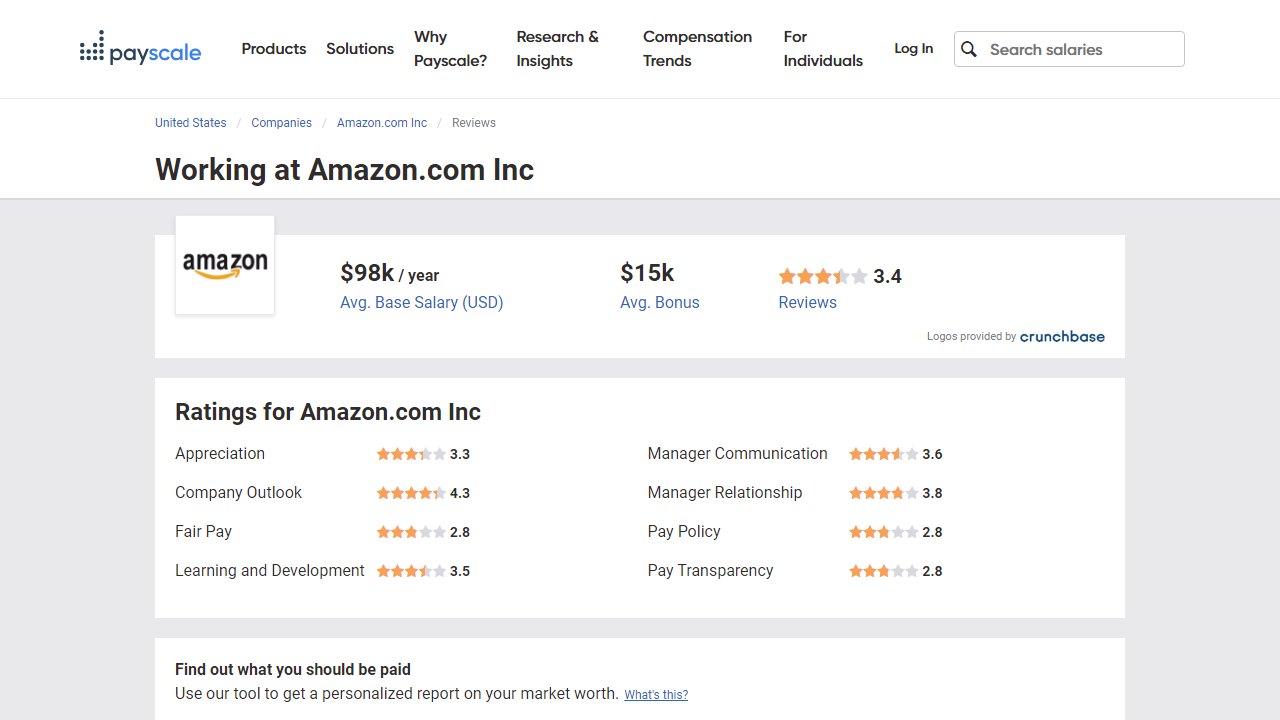 payscale
Products
Solutions
Why
Payscale?
Research &
Insights
Compensation
Trends
For
Individuals
Log In
Search salaries
United States / Companies / Amazon.com Inc / Reviews
Working at Amazon.com Inc
amazon
$98k / year
Avg. Base Salary (USD)
$15k
Avg. Bonus
3.4
Reviews
Logos provided by crunchbase
Ratings for Amazon.com Inc
Appreciation 3.3
Company Outlook 4.3
Fair Pay 2.8
Learning and Development 3.5
Manager Communication 3.6
Manager Relationship 3.8
Pay Policy 2.8
Pay Transparency 2.8
Find out what you should be paid
Use our tool to get a personalized report on your market worth. What's this?